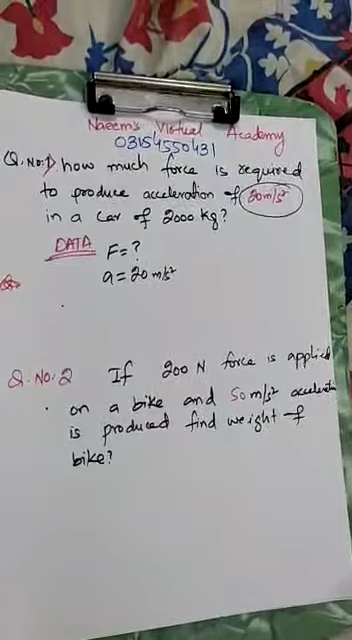 Naeem's Virtual Academy
03154550431
Q.No:1) how much force is required
to produce acceleration of 20m/s²
in a car of 2000 kg?
DATA F=?
a=20 m/s²
Q.No:2 If 200 N force is applied
on a bike and 50m/s² acceleration
is produced find weight of
bike?